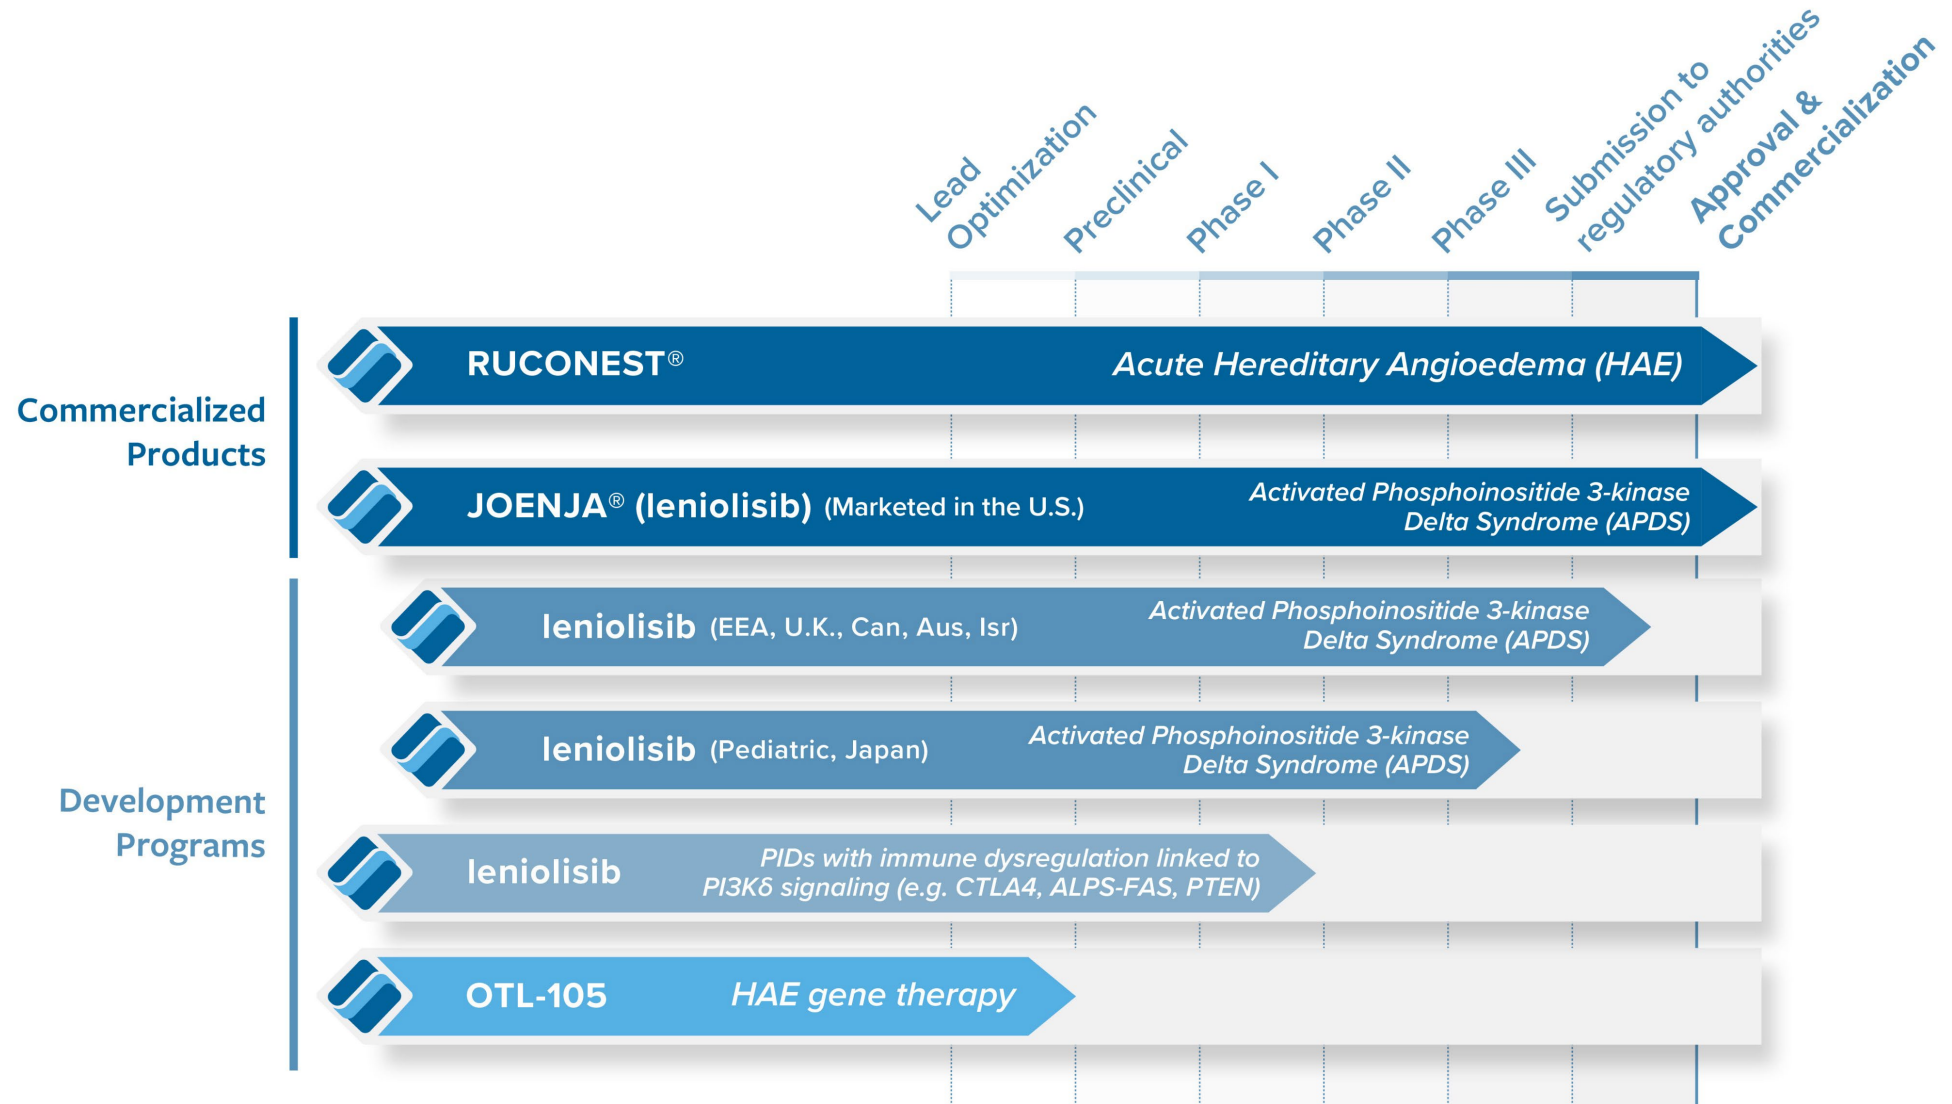 Lead
Optimization
Preclinical
Phase I
Phase II
Phase III
Submission to
regulatory authorities
Approval &
Commercialization
Commercialized
Products
RUCONEST®
Acute Hereditary Angioedema (HAE)
JOENJA® (leniolisib) (Marketed in the U.S.)
Activated Phosphoinositide 3-kinase
Delta Syndrome (APDS)
Development
Programs
leniolisib (EEA, U.K., Can, Aus, Isr)
Activated Phosphoinositide 3-kinase
Delta Syndrome (APDS)
leniolisib (Pediatric, Japan)
Activated Phosphoinositide 3-kinase
Delta Syndrome (APDS)
leniolisib
PIDs with immune dysregulation linked to
PI3Kδ signaling (e.g. CTLA4, ALPS-FAS, PTEN)
OTL-105
HAE gene therapy